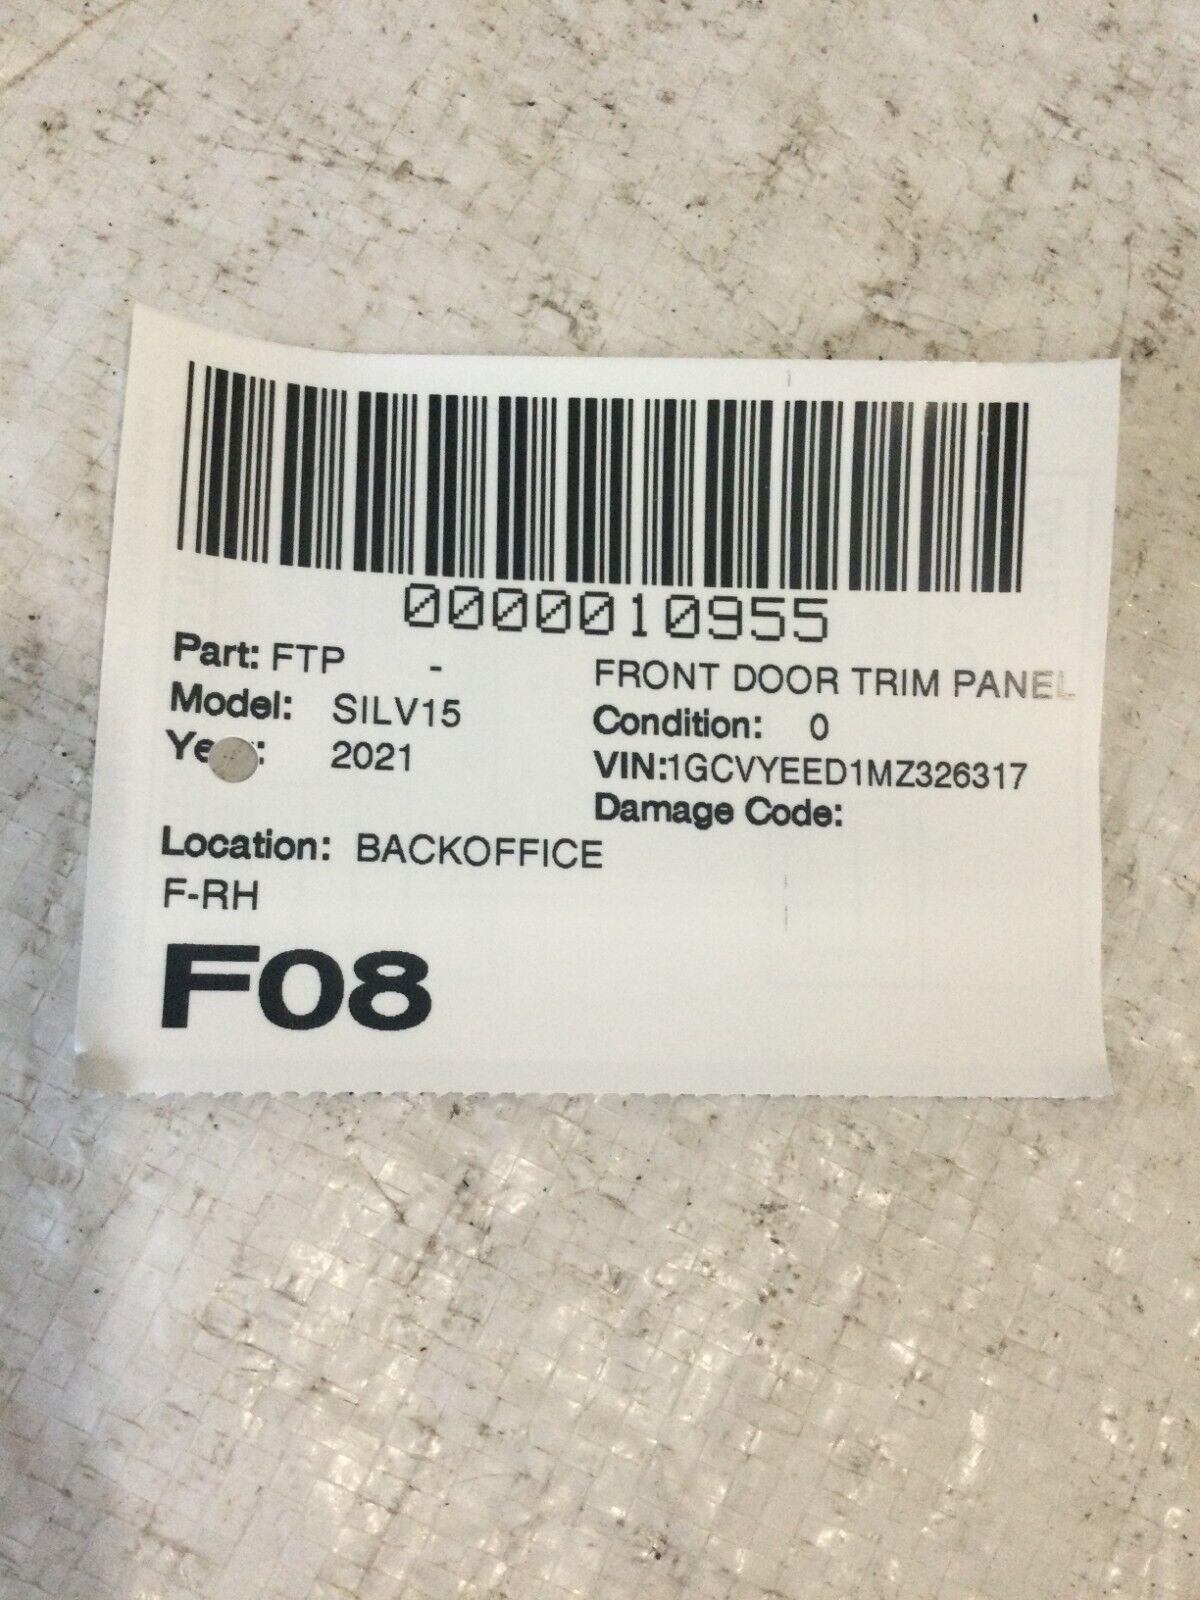 0000010955
Part: FTP - FRONT DOOR TRIM PANEL
Model: SILV15 Condition: 0
2021 VIN:1GCVYEED1MZ326317
Damage Code:
Location: BACKOFFICE
F-RH
F08